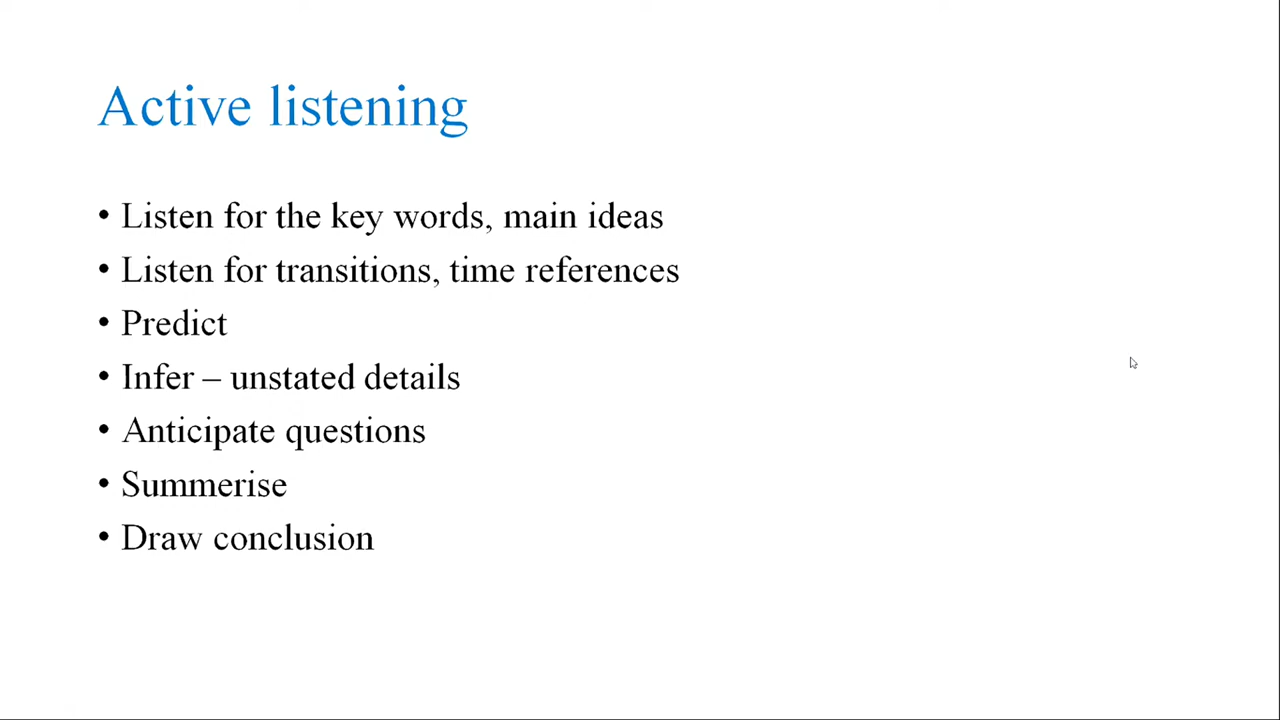 Active listening
• Listen for the key words, main ideas
• Listen for transitions, time references
• Predict
• Infer – unstated details
• Anticipate questions
• Summerise
• Draw conclusion